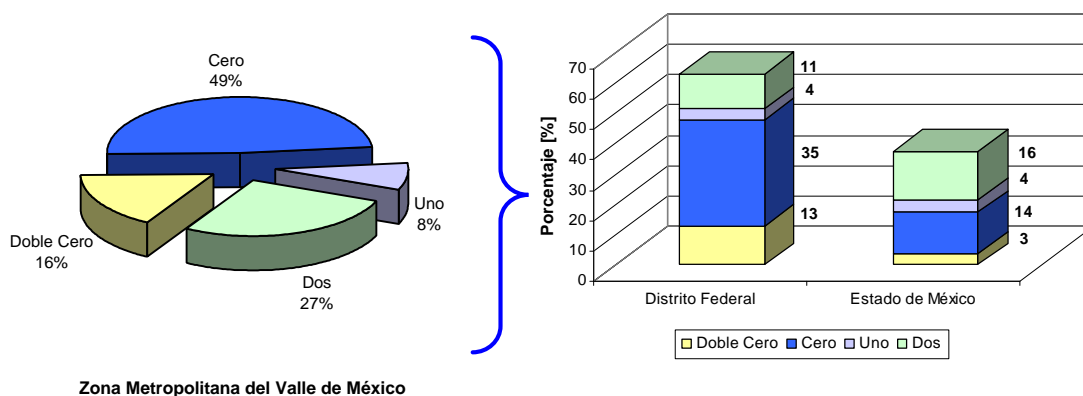 Cero
49%
Uno
8%
Dos
27%
Doble Cero
16%
Zona Metropolitana del Valle de México
Porcentaje [%]
70
60
50
40
30
20
10
0
11
4
35
13
16
4
14
3
Distrito Federal
Estado de México
Doble Cero Cero Uno Dos